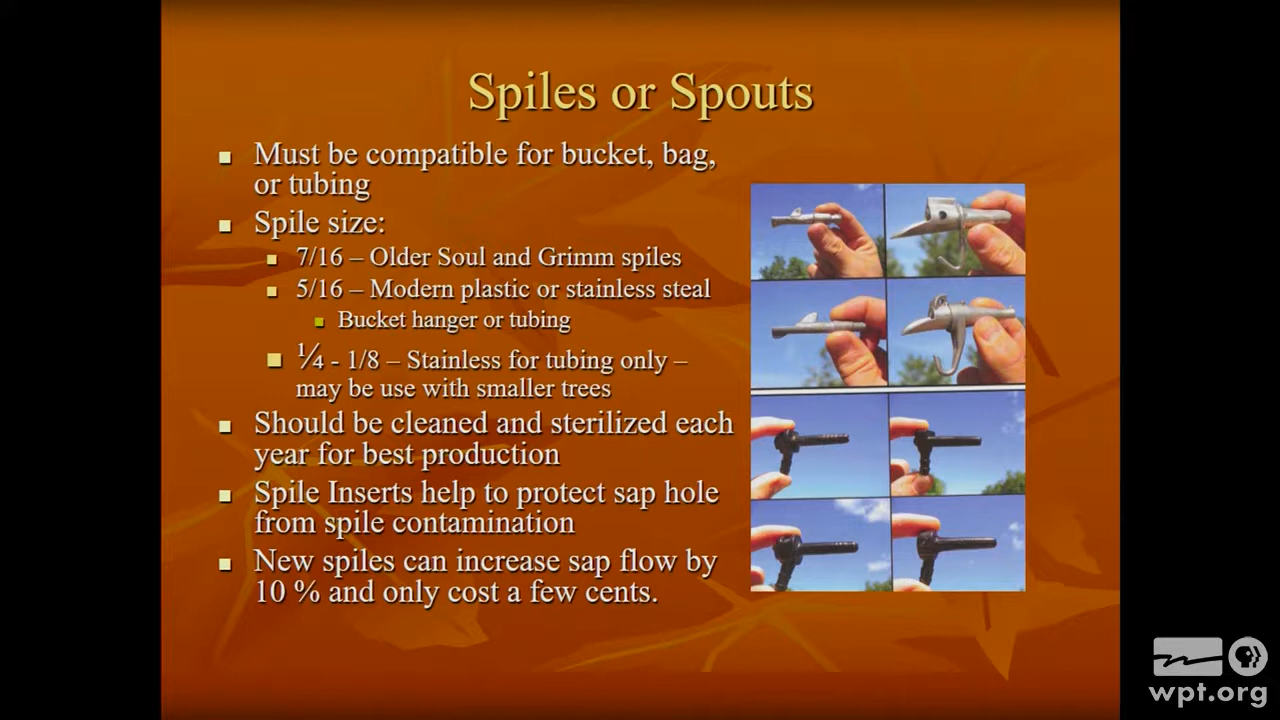 Spiles or Spouts
Must be compatible for bucket, bag,
or tubing
Spile size:
7/16 – Older Soul and Grimm spiles
5/16 – Modern plastic or stainless steal
Bucket hanger or tubing
¼ - 1/8 – Stainless for tubing only –
may be use with smaller trees
Should be cleaned and sterilized each
year for best production
Spile Inserts help to protect sap hole
from spile contamination
New spiles can increase sap flow by
10 % and only cost a few cents.
wpt.org